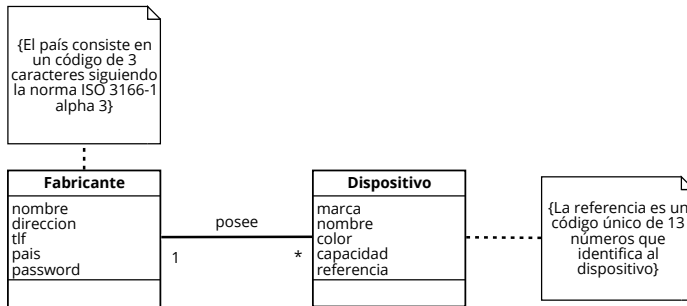 {El país consiste en
un código de 3
caracteres siguiendo
la norma ISO 3166-1
alpha 3}
Fabricante
nombre
direccion
tlf
pais
password
posee
1
*
Dispositivo
marca
nombre
color
capacidad
referencia
{La referencia es un
código único de 13
números que
identifica al
dispositivo}